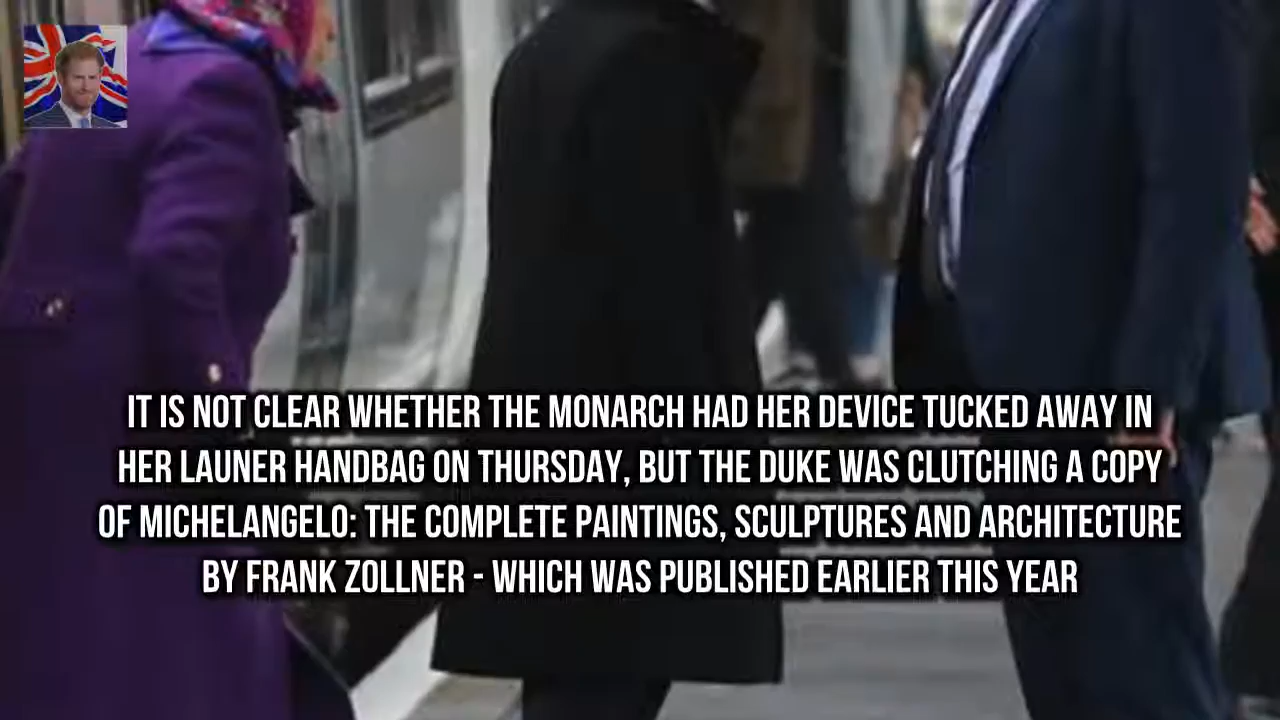 IT IS NOT CLEAR WHETHER THE MONARCH HAD HER DEVICE TUCKED AWAY IN
HER LAUNER HANDBAG ON THURSDAY, BUT THE DUKE WAS CLUTCHING A COPY
OF MICHELANGELO: THE COMPLETE PAINTINGS, SCULPTURES AND ARCHITECTURE
BY FRANK ZOLLNER - WHICH WAS PUBLISHED EARLIER THIS YEAR